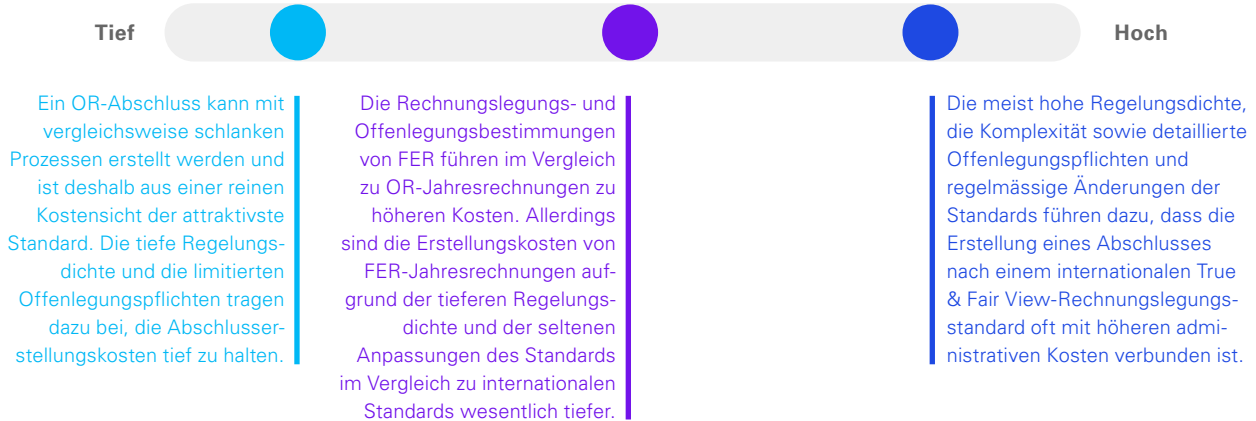 Tief
Hoch
Ein OR-Abschluss kann mit
vergleichsweise schlanken
Prozessen erstellt werden und
ist deshalb aus einer reinen
Kostensicht der attraktivste
Standard. Die tiefe Regelungs-
dichte und die limitierten
Offenlegungspflichten tragen
dazu bei, die Abschlusser-
stellungskosten tief zu halten.
Die Rechnungslegungs- und
Offenlegungsbestimmungen
von FER führen im Vergleich
zu OR-Jahresrechnungen zu
höheren Kosten. Allerdings
sind die Erstellungskosten von
FER-Jahresrechnungen auf-
grund der tieferen Regelungs-
dichte und der seltenen
Anpassungen des Standards
im Vergleich zu internationalen
Standards wesentlich tiefer.
Die meist hohe Regelungsdichte,
die Komplexität sowie detaillierte
Offenlegungspflichten und
regelmässige Änderungen der
Standards führen dazu, dass die
Erstellung eines Abschlusses
nach einem internationalen True
& Fair View-Rechnungslegungs-
standard oft mit höheren admi-
nistrativen Kosten verbunden ist.